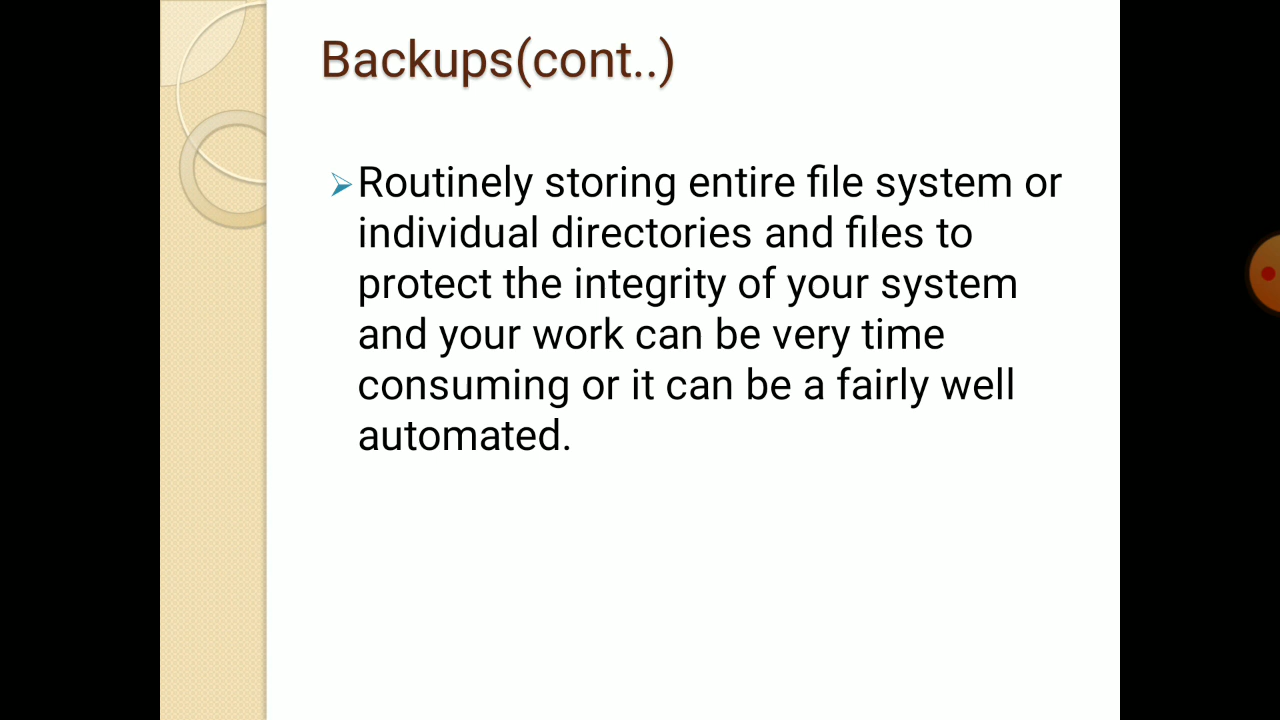 Backups(cont..)
Routinely storing entire file system or
individual directories and files to
protect the integrity of your system
and your work can be very time
consuming or it can be a fairly well
automated.